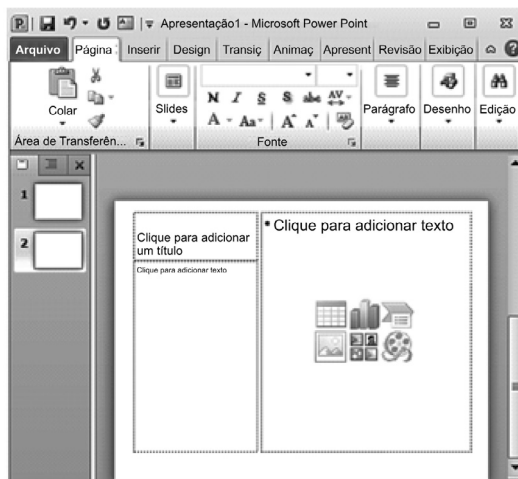 P Apresentação1 - Microsoft Power Point
Arquivo Página Inserir Design Transiç Animaç Apresent Revisão Exibição
Colar Slides N I S S abc AV Parágrafo Desenho Edição
A Aa A A
Área de Transferên... Fonte
1
2
Clique para adicionar um título
Clique para adicionar texto
Clique para adicionar texto